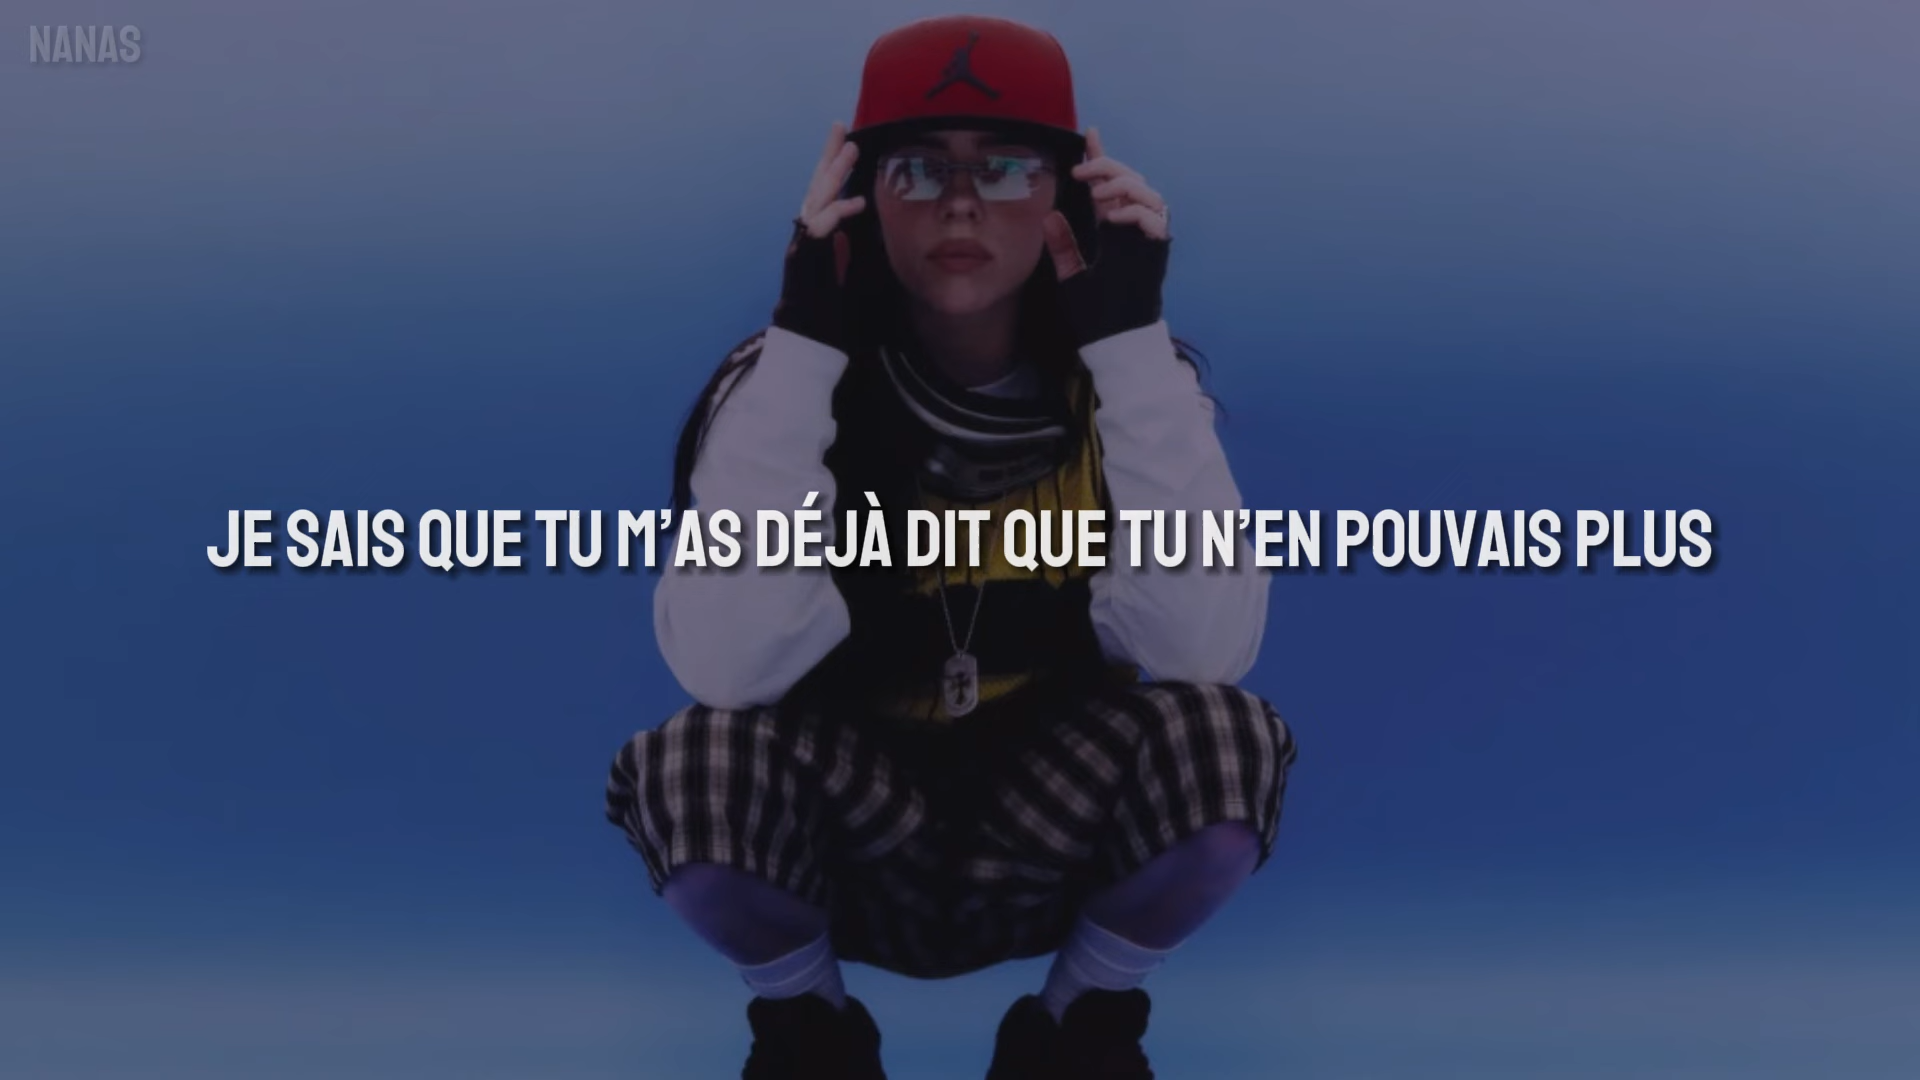 NANAS
JE SAIS QUE TU M’AS DÉJÀ DIT QUE TU N’EN POUVAIS PLUS